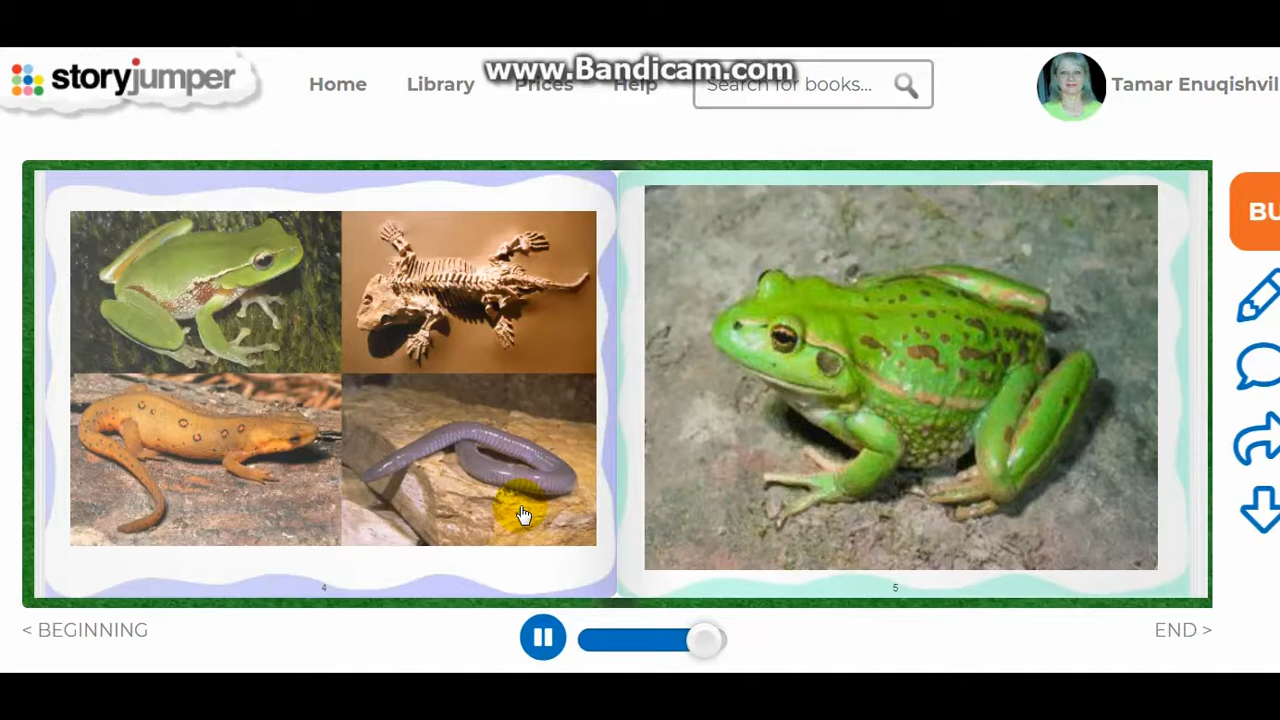 www.Bandicam.com
storyjumper
Home Library Prices Help Search for books... Tamar Enuqishvil
BU
4 5
< BEGINNING END >